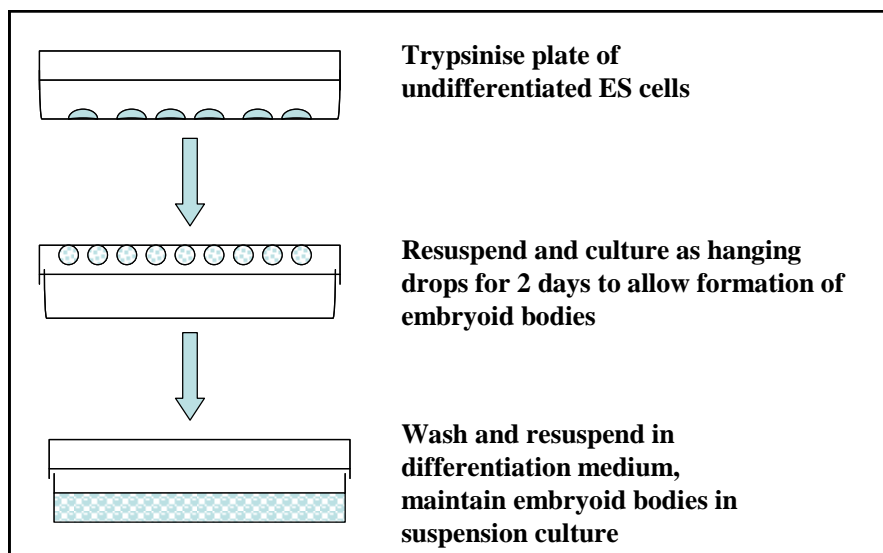 Trypsinise plate of
undifferentiated ES cells
Resuspend and culture as hanging
drops for 2 days to allow formation of
embryoid bodies
Wash and resuspend in
differentiation medium,
maintain embryoid bodies in
suspension culture